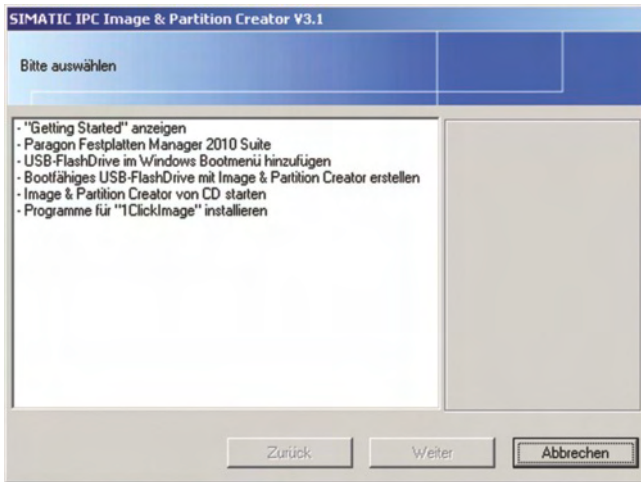 SIMATIC IPC Image & Partition Creator V3.1
Bitte auswählen
- "Getting Started" anzeigen
- Paragon Festplatten Manager 2010 Suite
- USB-FlashDrive im Windows Bootmenü hinzufügen
- Bootfähiges USB-FlashDrive mit Image & Partition Creator erstellen
- Image & Partition Creator von CD starten
- Programme für "1ClickImage" installieren
Zurück
Weiter
Abbrechen